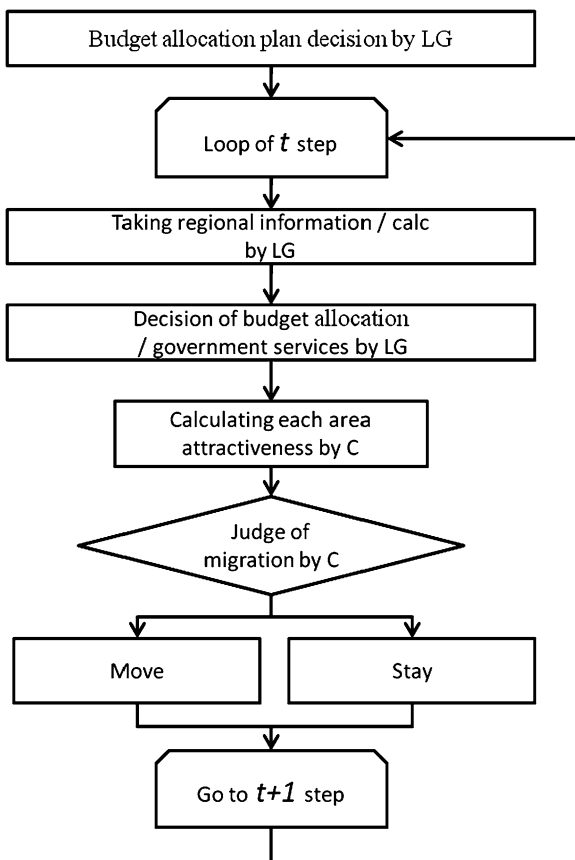 Budget allocation plan decision by LG
Loop of t step
Taking regional information / calc
by LG
Decision of budget allocation
/ government services by LG
Calculating each area
attractiveness by C
Judge of
migration by C
Move
Stay
Go to t+1 step